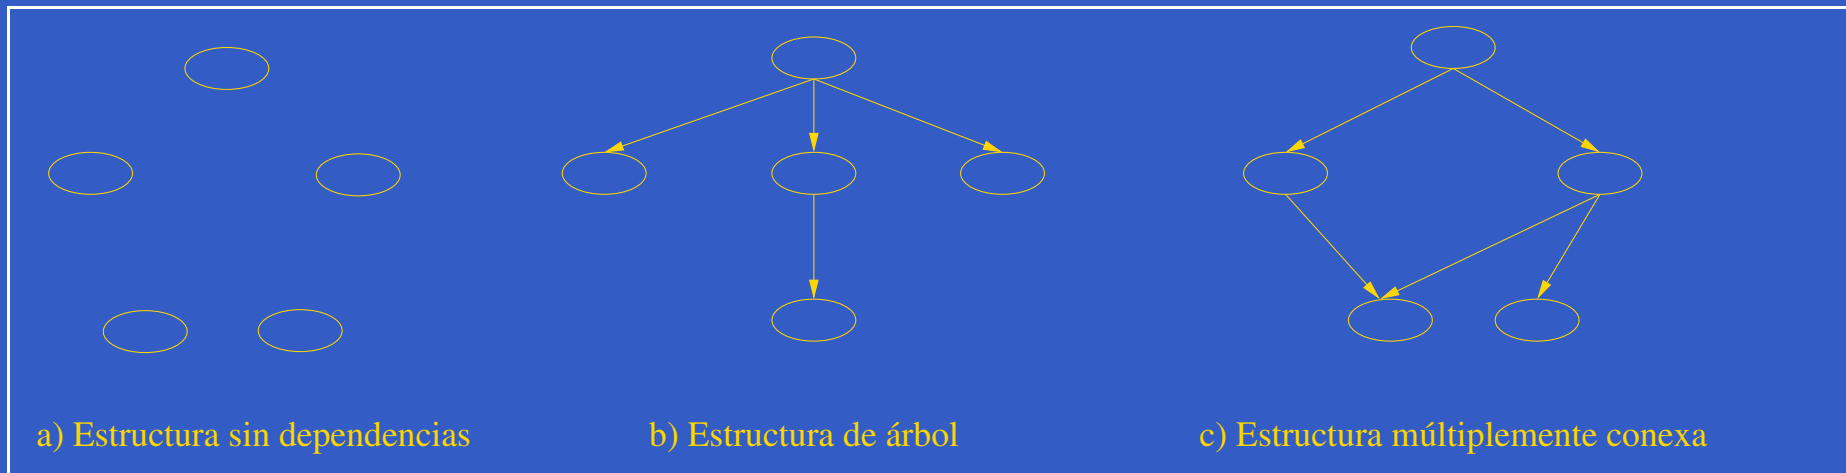 a) Estructura sin dependencias
b) Estructura de árbol
c) Estructura múltiplemente conexa